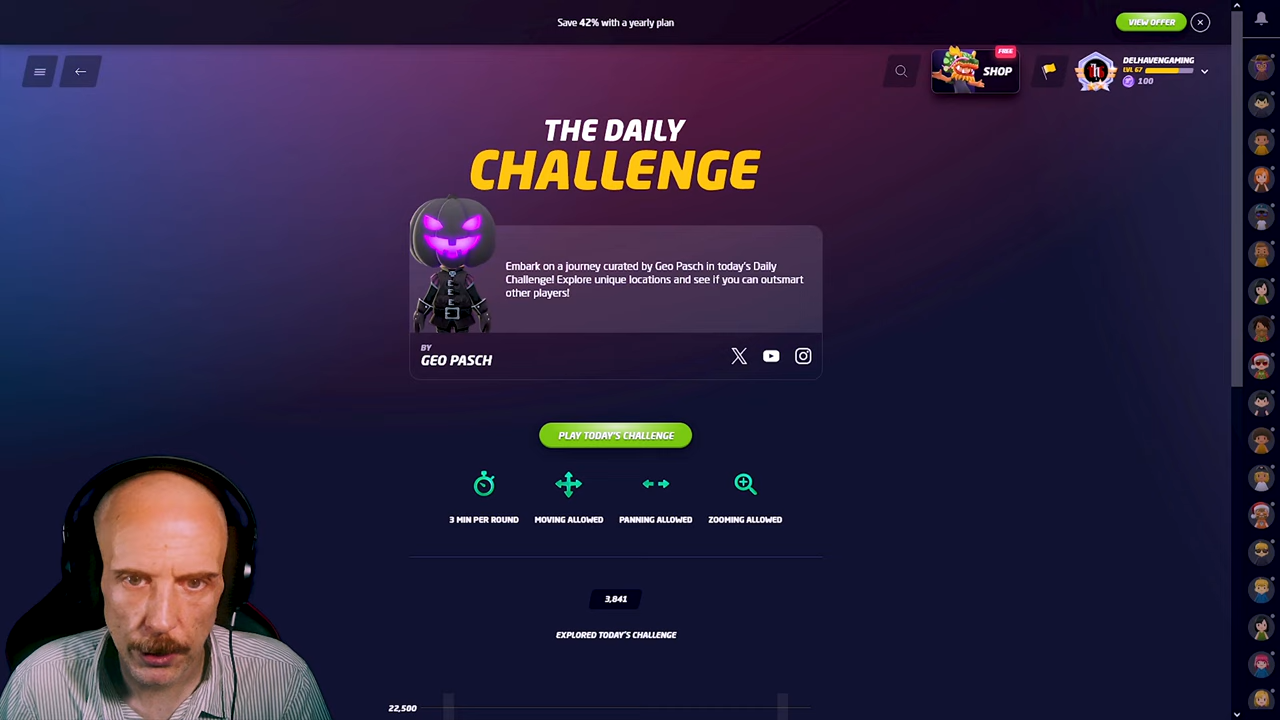 Save 42% with a yearly plan
VIEW OFFER
FREE
SHOP
DELHAVENGAMING
LVL 67
100
THE DAILY
CHALLENGE
Embark on a journey curated by Geo Pasch in today's Daily
Challenge! Explore unique locations and see if you can outsmart
other players!
BY
GEO PASCH
PLAY TODAY'S CHALLENGE
3 MIN PER ROUND
MOVING ALLOWED
PANNING ALLOWED
ZOOMING ALLOWED
3,841
EXPLORED TODAY'S CHALLENGE
22,500